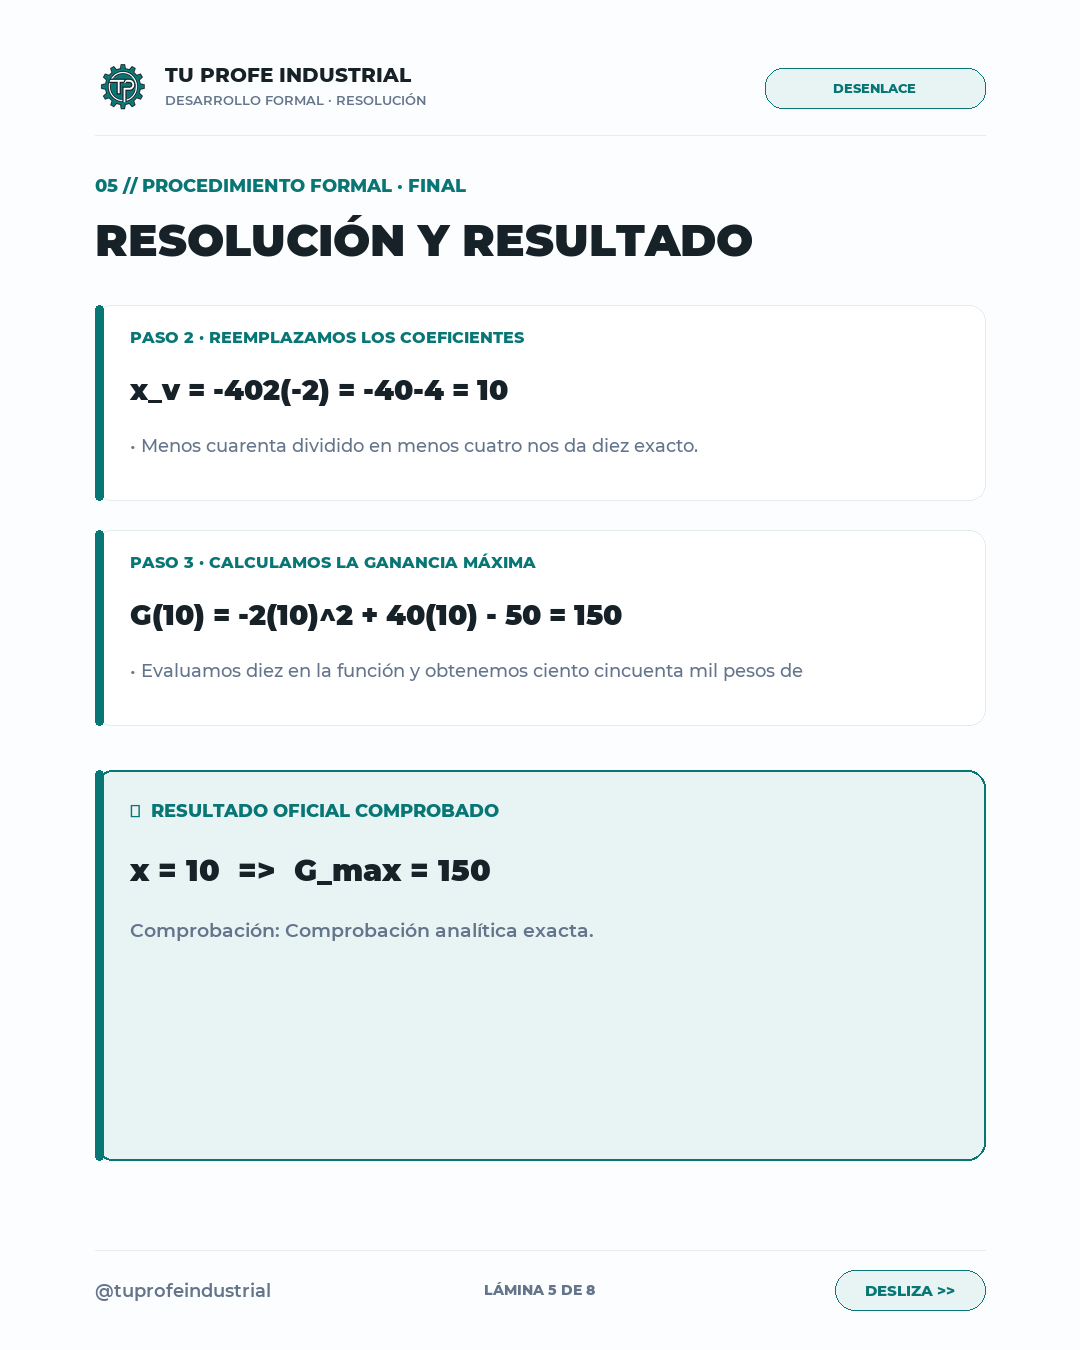 TP
TU PROFE INDUSTRIAL
DESARROLLO FORMAL · RESOLUCIÓN
DESENLACE
05 // PROCEDIMIENTO FORMAL · FINAL
RESOLUCIÓN Y RESULTADO
PASO 2 · REEMPLAZAMOS LOS COEFICIENTES
x_v = -402(-2) = -40-4 = 10
· Menos cuarenta dividido en menos cuatro nos da diez exacto.
PASO 3 · CALCULAMOS LA GANANCIA MÁXIMA
G(10) = -2(10)^2 + 40(10) - 50 = 150
· Evaluamos diez en la función y obtenemos ciento cincuenta mil pesos de
RESULTADO OFICIAL COMPROBADO
x = 10 => G_max = 150
Comprobación: Comprobación analítica exacta.
@tuprofeindustrial
LÁMINA 5 DE 8
DESLIZA >>